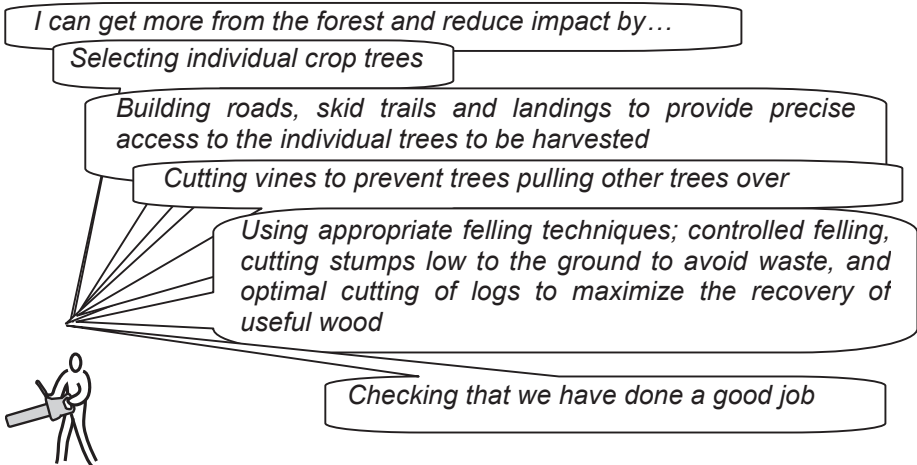 I can get more from the forest and reduce impact by…
Selecting individual crop trees
Building roads, skid trails and landings to provide precise
access to the individual trees to be harvested
Cutting vines to prevent trees pulling other trees over
Using appropriate felling techniques; controlled felling,
cutting stumps low to the ground to avoid waste, and
optimal cutting of logs to maximize the recovery of
useful wood
Checking that we have done a good job